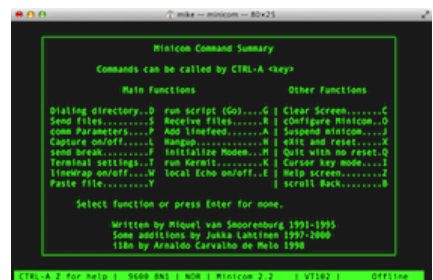 mike — minicom — 80×25
Minicom Command Summary
Commands can be called by CTRL-A <key>
Main Functions Other Functions
Dialing directory..D run script (Go)....G | Clear Screen.......C
Send files.........S Receive files......R | cOnfigure Minicom..O
comm Parameters....P Add linefeed.......A | Suspend minicom....J
Capture on/off.....L Hangup.............H | eXit and reset.....X
send break.........F initialize Modem...M | Quit with no reset.Q
Terminal settings..T run Kermit.........K | Cursor key mode....I
lineWrap on/off....W local Echo on/off..E | Help screen........Z
Paste file.........Y | scroll Back........B
Select function or press Enter for none.
Written by Miquel van Smoorenburg 1991-1995
Some additions by Jukka Lahtinen 1997-2000
i18n by Arnaldo Carvalho de Melo 1998
CTRL-A Z for help | 9600 8N1 | NOR | Minicom 2.2 | VT102 | Offline